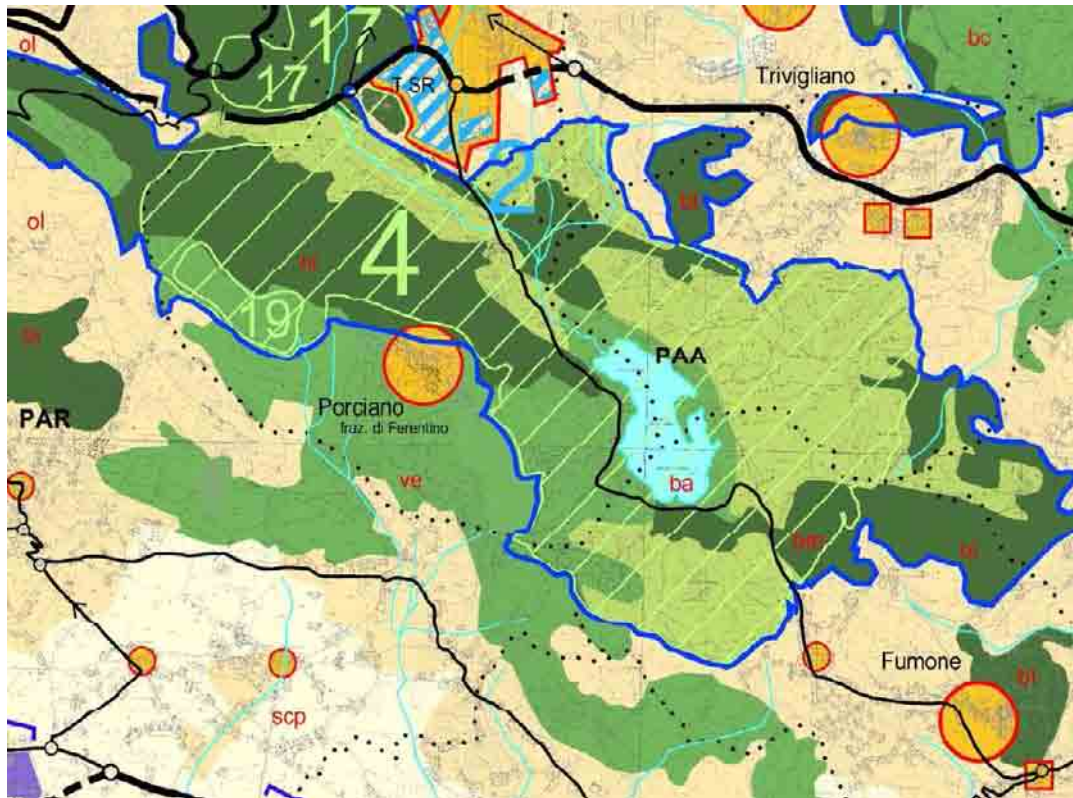 17
17
ol
bc
T SR
Trivigliano
2
bl
ol
4
19
PAA
Porciano
fraz. di Ferentino
PAR
ve
ba
bm
bl
Fumone
scp